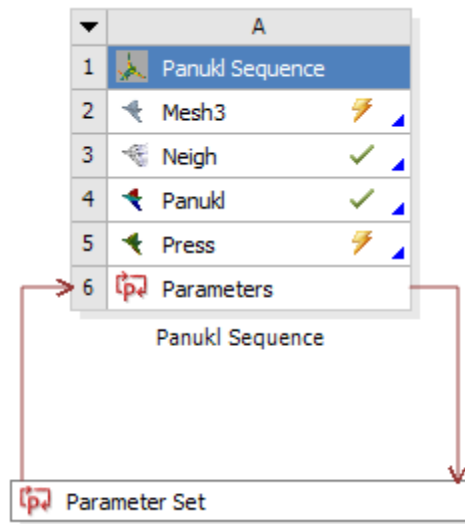 A
1 Panukl Sequence
2 Mesh3
3 Neigh
4 Panukl
5 Press
6 Parameters
Panukl Sequence
Parameter Set